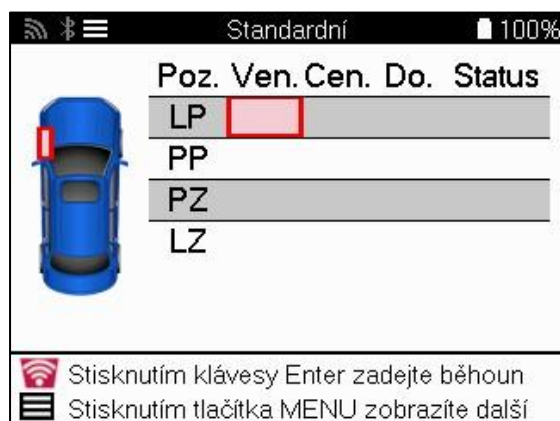 Standardní 100%
Poz. Ven. Cen. Do. Status
LP
PP
PZ
LZ
Stisknutím klávesy Enter zadejte běhoun
Stisknutím tlačítka MENU zobrazíte další